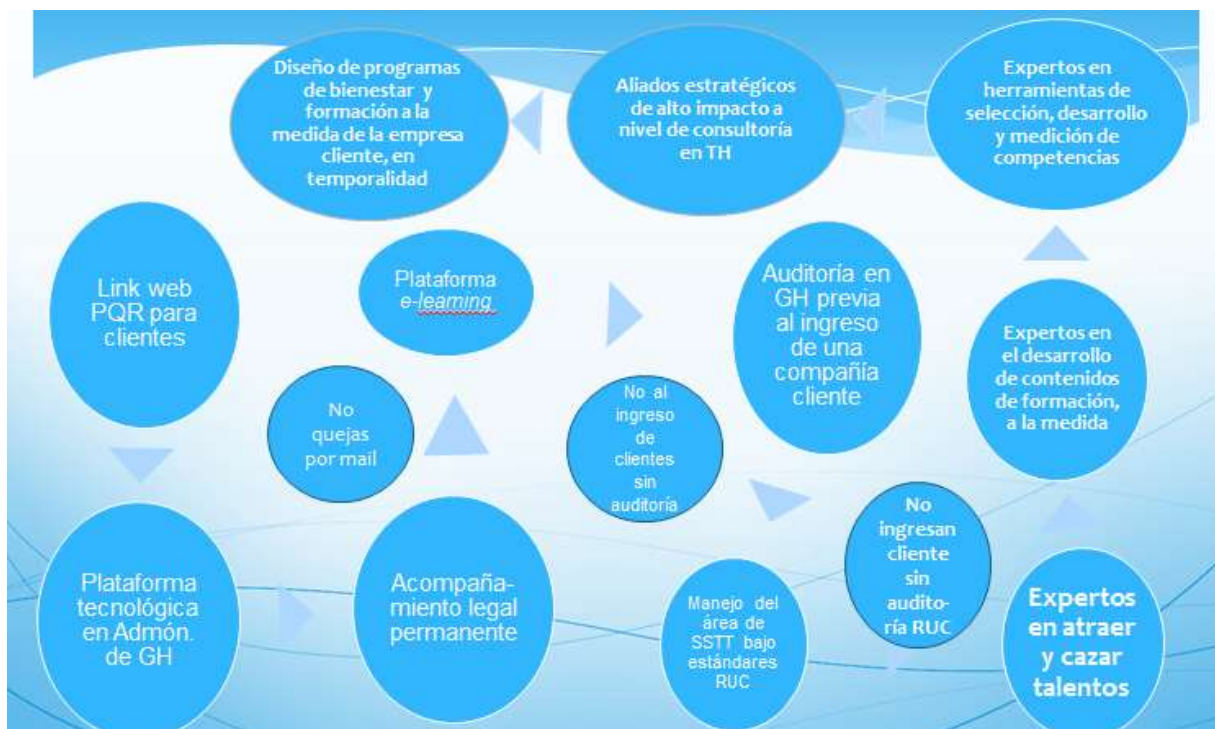 Diseño de programas
de bienestar y
formación a la
medida de la empresa
cliente, en
temporalidad
Aliados estratégicos
de alto impacto a
nivel de consultoría
en TH
Expertos en
herramientas de
selección, desarrollo
y medición de
competencias
Link web
PQR para
clientes
Plataforma
e-learning
Auditoría en
GH previa
al ingreso
de una
compañía
cliente
Expertos en
el desarrollo
de contenidos
de formación,
a la medida
No
quejas
por mail
No al
ingreso
de
clientes
sin
auditoría
No
ingresan
cliente
sin
audito-
ría RUC
Plataforma
tecnológica
en Admón.
de GH
Acompaña-
miento legal
permanente
Manejo del
área de
SSTT bajo
estándares
RUC
Expertos
en atraer
y cazar
talentos